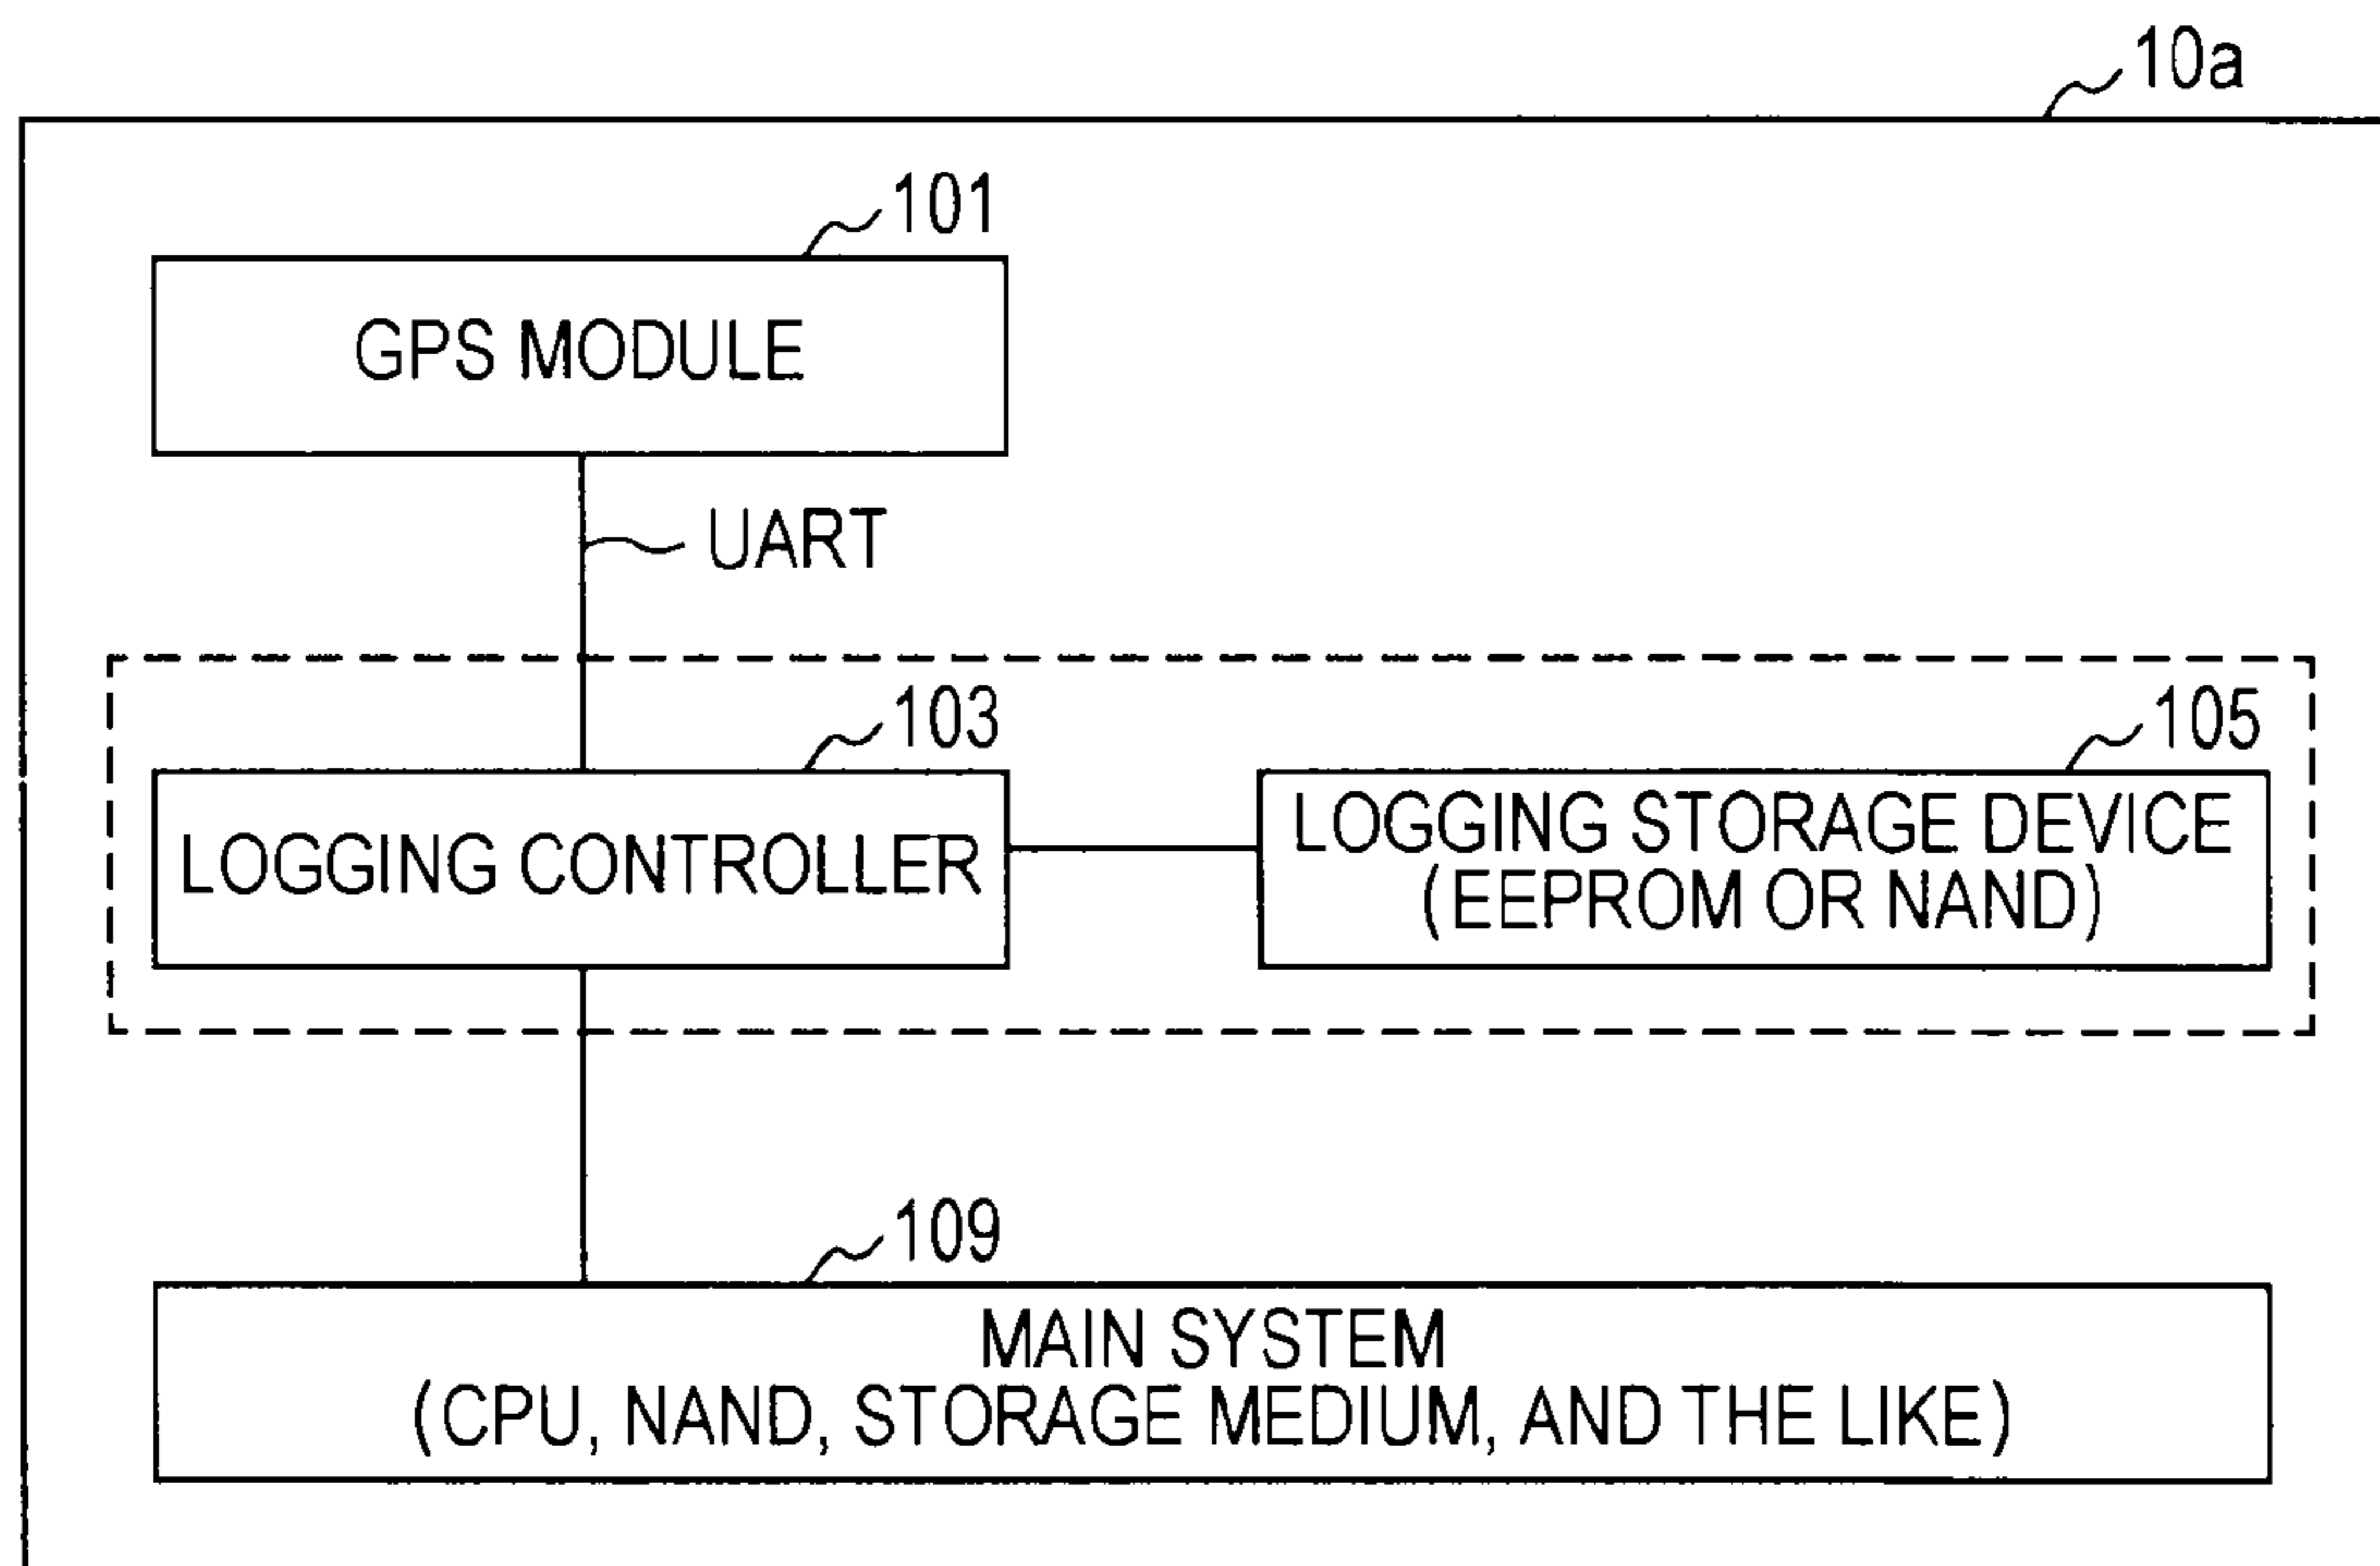 10a
101
GPS MODULE
UART
103
LOGGING CONTROLLER
105
LOGGING STORAGE DEVICE
(EEPROM OR NAND)
109
MAIN SYSTEM
(CPU, NAND, STORAGE MEDIUM, AND THE LIKE)